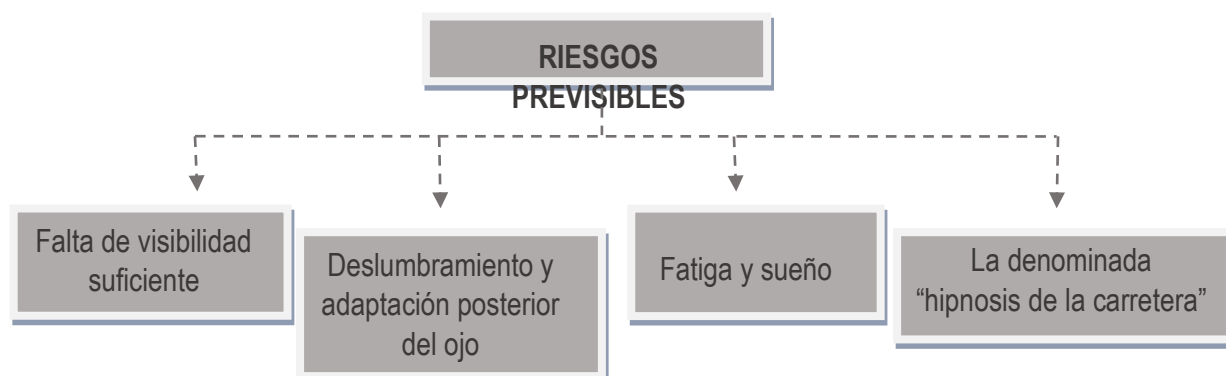 RIESGOS
PREVISIBLES
Falta de visibilidad
suficiente
Deslumbramiento y
adaptación posterior
del ojo
Fatiga y sueño
La denominada
“hipnosis de la carretera”